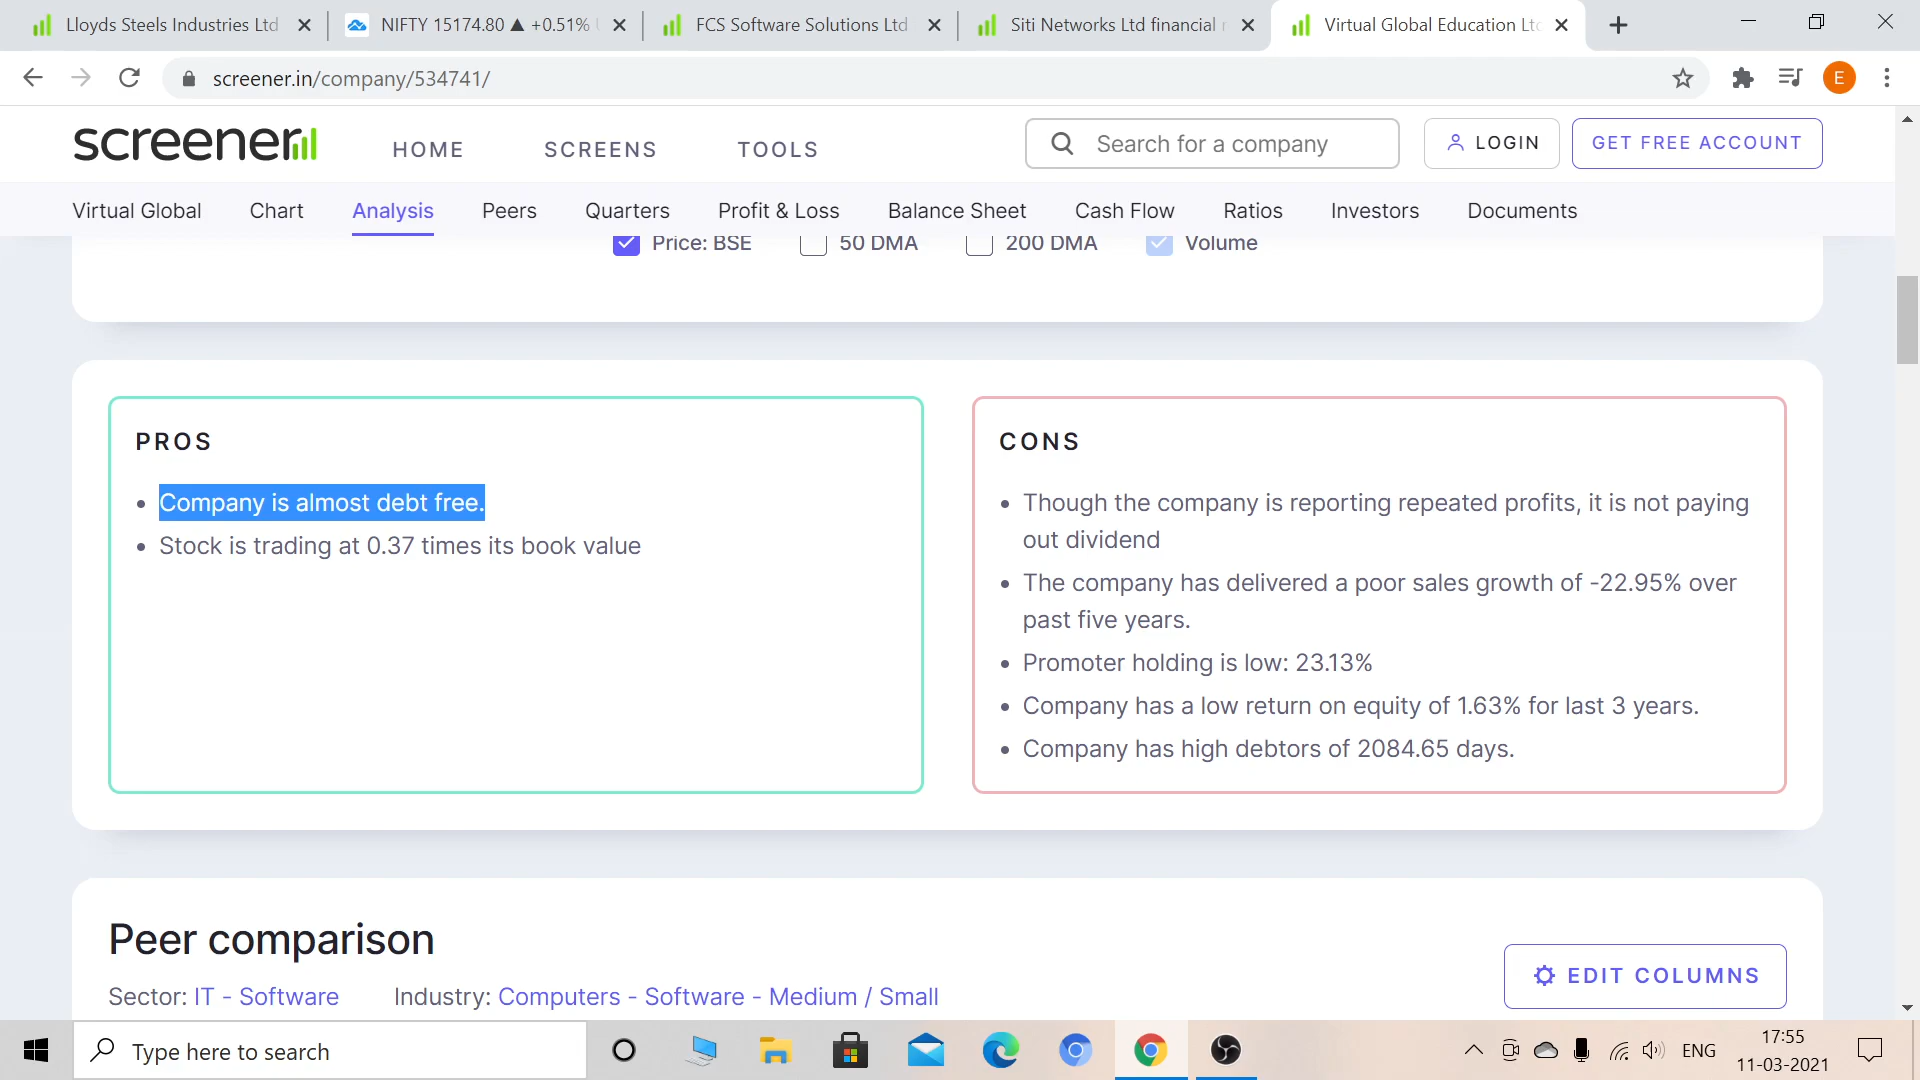 Lloyds Steels Industries Ltd
NIFTY 15174.80 ▲ +0.51%
FCS Software Solutions Ltd
Siti Networks Ltd financial
Virtual Global Education Ltd
screener.in/company/534741/
E
screener
HOME
SCREENS
TOOLS
Search for a company
LOGIN
GET FREE ACCOUNT
Virtual Global
Chart
Analysis
Peers
Quarters
Profit & Loss
Balance Sheet
Cash Flow
Ratios
Investors
Documents
Price: BSE
50 DMA
200 DMA
Volume
PROS
• Company is almost debt free.
• Stock is trading at 0.37 times its book value
CONS
• Though the company is reporting repeated profits, it is not paying
out dividend
• The company has delivered a poor sales growth of -22.95% over
past five years.
• Promoter holding is low: 23.13%
• Company has a low return on equity of 1.63% for last 3 years.
• Company has high debtors of 2084.65 days.
Peer comparison
EDIT COLUMNS
Sector: IT - Software
Industry: Computers - Software - Medium / Small
Type here to search
ENG
17:55
11-03-2021